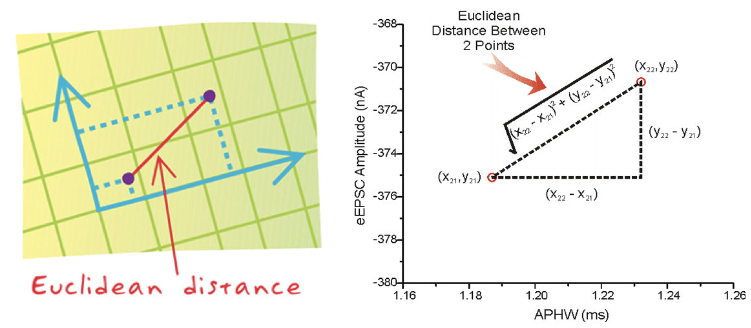 Euclidean distance
Euclidean
Distance Between
2 Points
(x₂₂,y₂₂)
√(x₂₂ - x₂₁)² + (y₂₂ - y₂₁)²
(y₂₂ - y₂₁)
(x₂₁,y₂₁)
(x₂₂ - x₂₁)
eEPSC Amplitude (nA)
-368
-370
-372
-374
-375
-378
-380
1.16
1.18
1.20
1.22
1.24
1.26
APHW (ms)